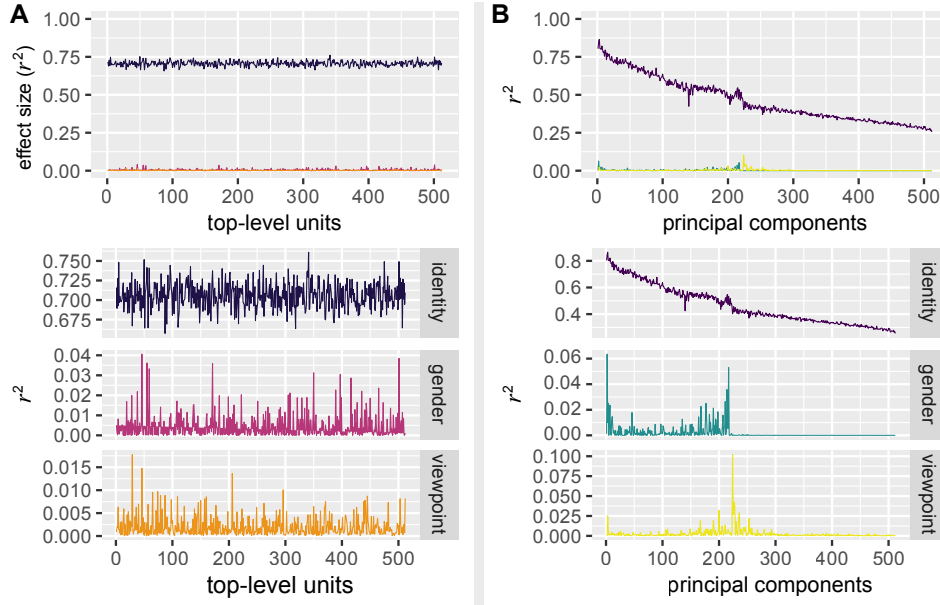 A
effect size (r²)
1.00
0.75
0.50
0.25
0.00
0 100 200 300 400 500
top-level units
B
r²
1.00
0.75
0.50
0.25
0.00
0 100 200 300 400 500
principal components
r²
0.750
0.725
0.700
0.675
identity
0.04
0.03
0.02
0.01
0.00
gender
0.015
0.010
0.005
0.000
viewpoint
0 100 200 300 400 500
top-level units
0.8
0.6
0.4
identity
r²
0.06
0.04
0.02
0.00
gender
0.100
0.075
0.050
0.025
0.000
viewpoint
0 100 200 300 400 500
principal components